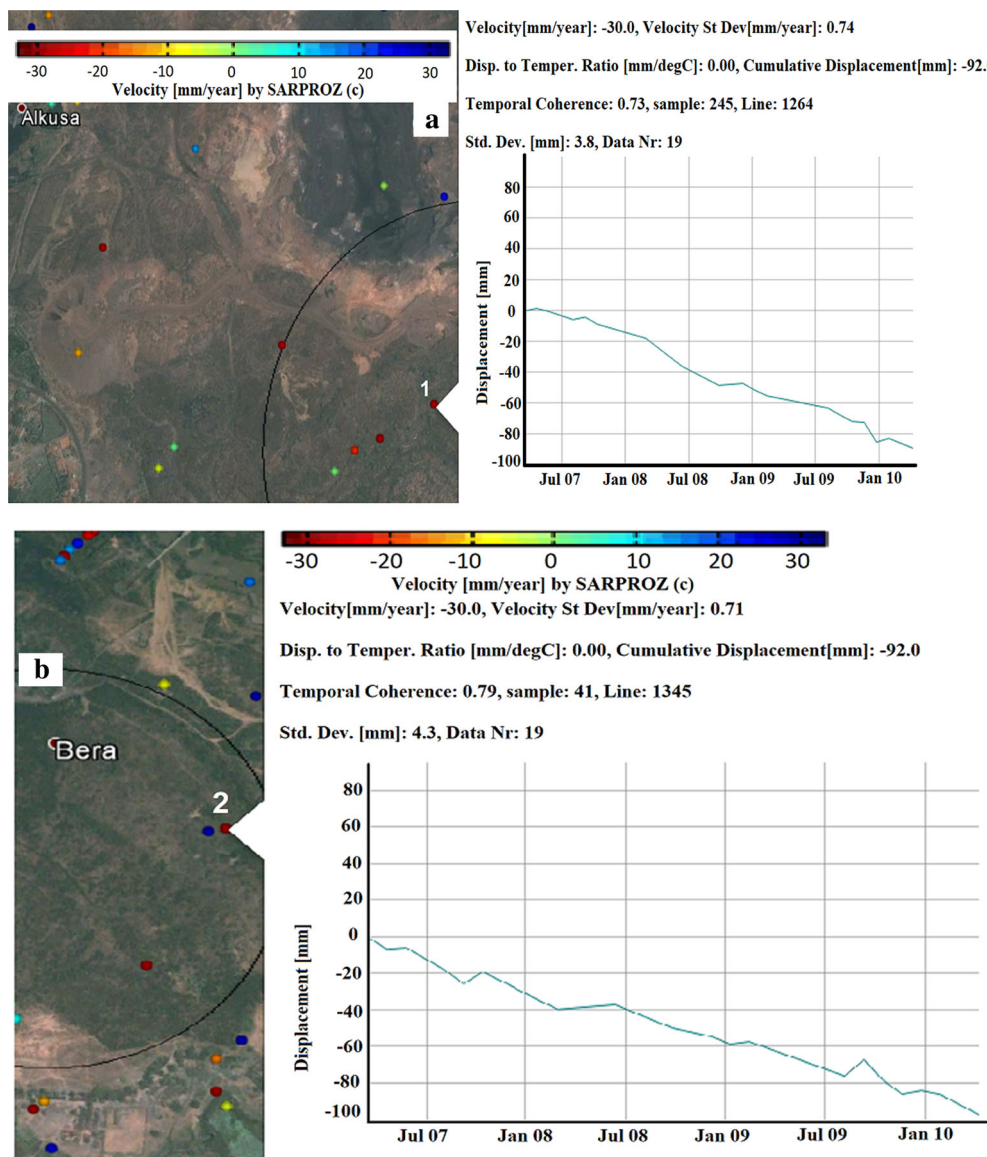 -30 -20 -10 0 10 20 30
Velocity [mm/year] by SARPROZ (c)
Alkusa
a
1
Velocity[mm/year]: -30.0, Velocity St Dev[mm/year]: 0.74
Disp. to Temper. Ratio [mm/degC]: 0.00, Cumulative Displacement[mm]: -92.
Temporal Coherence: 0.73, sample: 245, Line: 1264
Std. Dev. [mm]: 3.8, Data Nr: 19
Displacement [mm]
80
60
40
20
0
-20
-40
-60
-80
-100
Jul 07 Jan 08 Jul 08 Jan 09 Jul 09 Jan 10
b
Bera
2
-30 -20 -10 0 10 20 30
Velocity [mm/year] by SARPROZ (c)
Velocity[mm/year]: -30.0, Velocity St Dev[mm/year]: 0.71
Disp. to Temper. Ratio [mm/degC]: 0.00, Cumulative Displacement[mm]: -92.0
Temporal Coherence: 0.79, sample: 41, Line: 1345
Std. Dev. [mm]: 4.3, Data Nr: 19
Displacement [mm]
80
60
40
20
0
-20
-40
-60
-80
-100
Jul 07 Jan 08 Jul 08 Jan 09 Jul 09 Jan 10